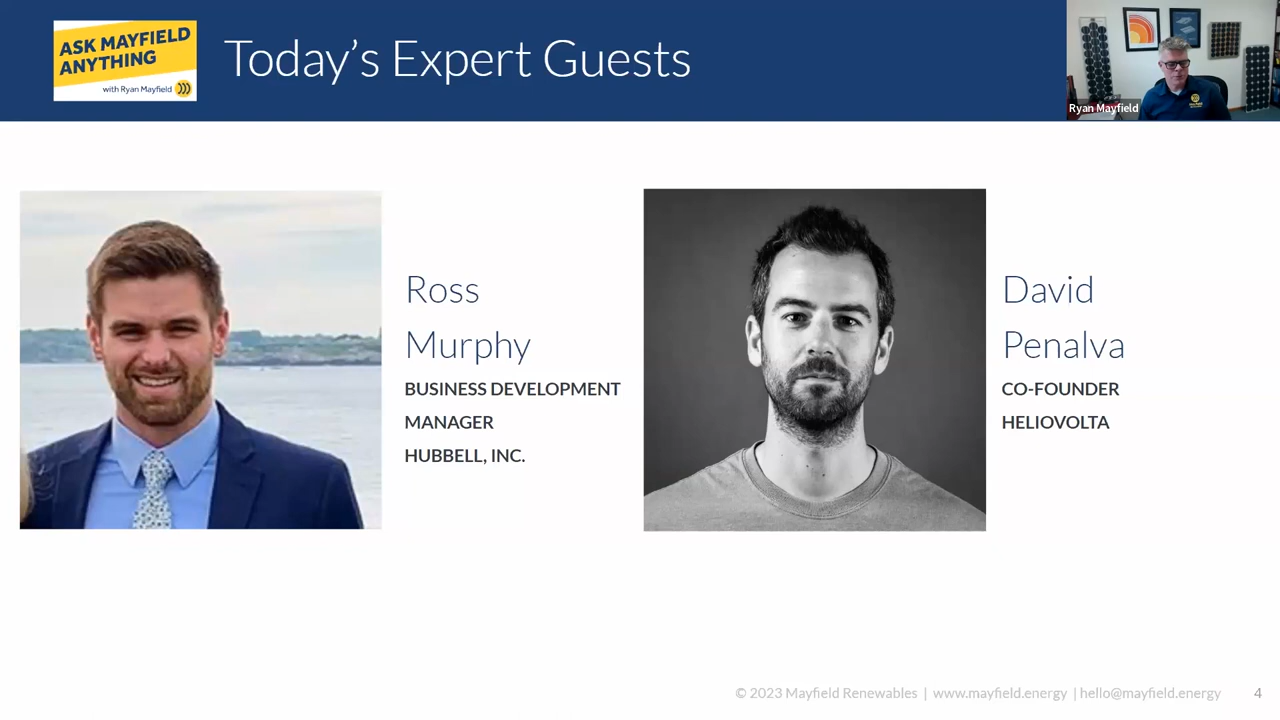 ASK MAYFIELD
ANYTHING
with Ryan Mayfield
Today's Expert Guests
Ryan Mayfield
Ross
Murphy
BUSINESS DEVELOPMENT
MANAGER
HUBBELL, INC.
David
Penalva
CO-FOUNDER
HELIOVOLTA
© 2023 Mayfield Renewables | www.mayfield.energy | hello@mayfield.energy 4